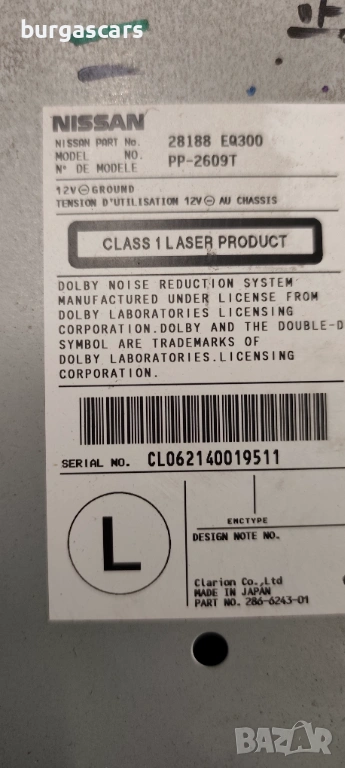 burgascars
NISSAN
NISSAN PART No. 28188 EQ300
MODEL NO. PP-2609T
N° DE MODELE
12V⊖GROUND
TENSION D'UTILISATION 12V⊖ AU CHASSIS
CLASS 1 LASER PRODUCT
DOLBY NOISE REDUCTION SYSTEM
MANUFACTURED UNDER LICENSE FROM
DOLBY LABORATORIES LICENSING
CORPORATION.DOLBY AND THE DOUBLE-D
SYMBOL ARE TRADEMARKS OF
DOLBY LABORATORIES.LICENSING
CORPORATION.
SERIAL NO. CL062140019511
L
EMCTYPE
DESIGN NOTE NO.
Clarion Co.,Ltd
MADE IN JAPAN
PART NO. 286-6243-01
BAZAR